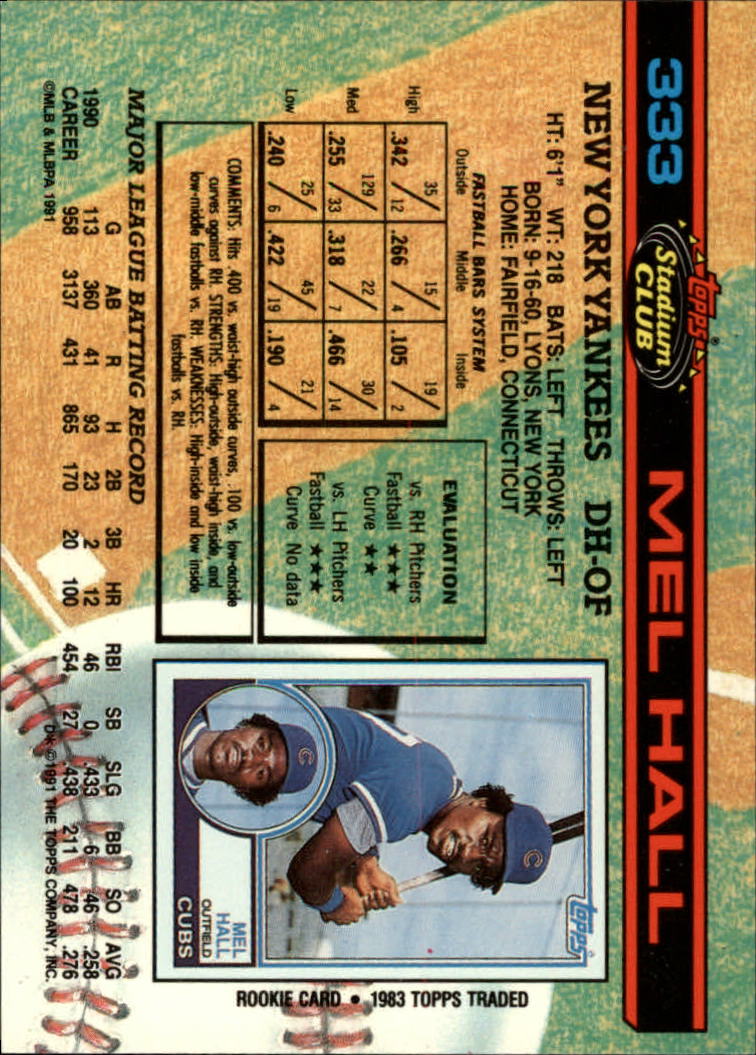 333
topps®
Stadium
CLUB
MEL HALL
NEW YORK YANKEES DH-OF
HT: 6'1" WT: 218 BATS: LEFT THROWS: LEFT
BORN: 9-16-60, LYONS, NEW YORK
HOME: FAIRFIELD, CONNECTICUT
FASTBALL BARS SYSTEM
Outside Middle Inside
High .342 35/12 .266 15/4 .105 19/2
Med .255 129/33 .318 22/7 .466 30/14
Low .240 25/6 .422 45/19 .190 21/4
EVALUATION
vs. RH Pitchers
Fastball ★★★
Curve ★★
vs. LH Pitchers
Fastball ★★★
Curve No data
COMMENTS: Hits .400 vs. waist-high outside curves, .100 vs. low-outside
curves against RH. STRENGTHS: High-outside, waist-high inside, and
low-middle fastballs vs. RH. WEAKNESSES: High-inside and low inside
fastballs vs. RH.
topps
C
C
MEL
HALL
OUTFIELD
CUBS
ROOKIE CARD • 1983 TOPPS TRADED
MAJOR LEAGUE BATTING RECORD
G AB R H 2B 3B HR RBI SB SLG BB SO AVG
1990 113 360 41 93 23 2 12 46 0 .433 6 46 .258
CAREER 958 3137 431 865 170 20 100 454 27 .438 211 478 .276
©MLB & MLBPA 1991
DK ©1991 THE TOPPS COMPANY, INC.